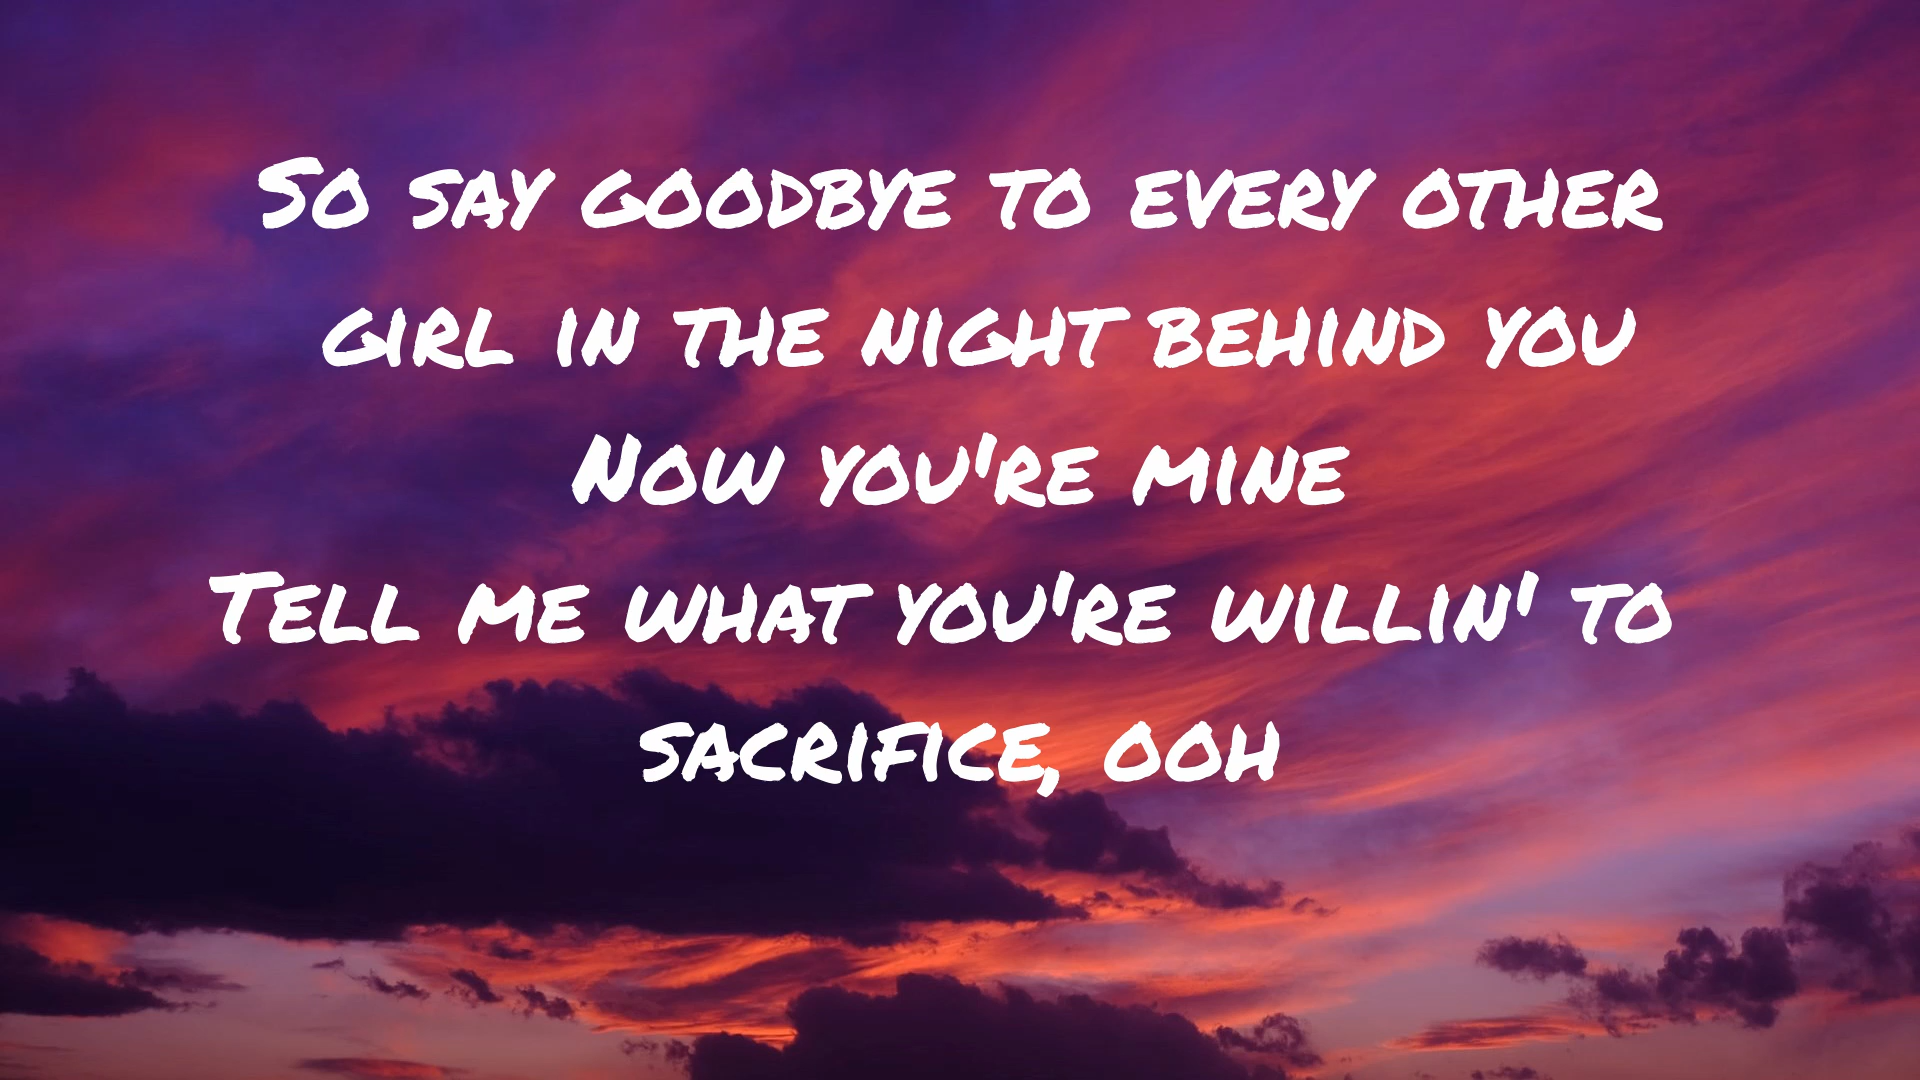 So say goodbye to every other
girl in the night behind you
Now you're mine
Tell me what you're willin' to
sacrifice, ooh